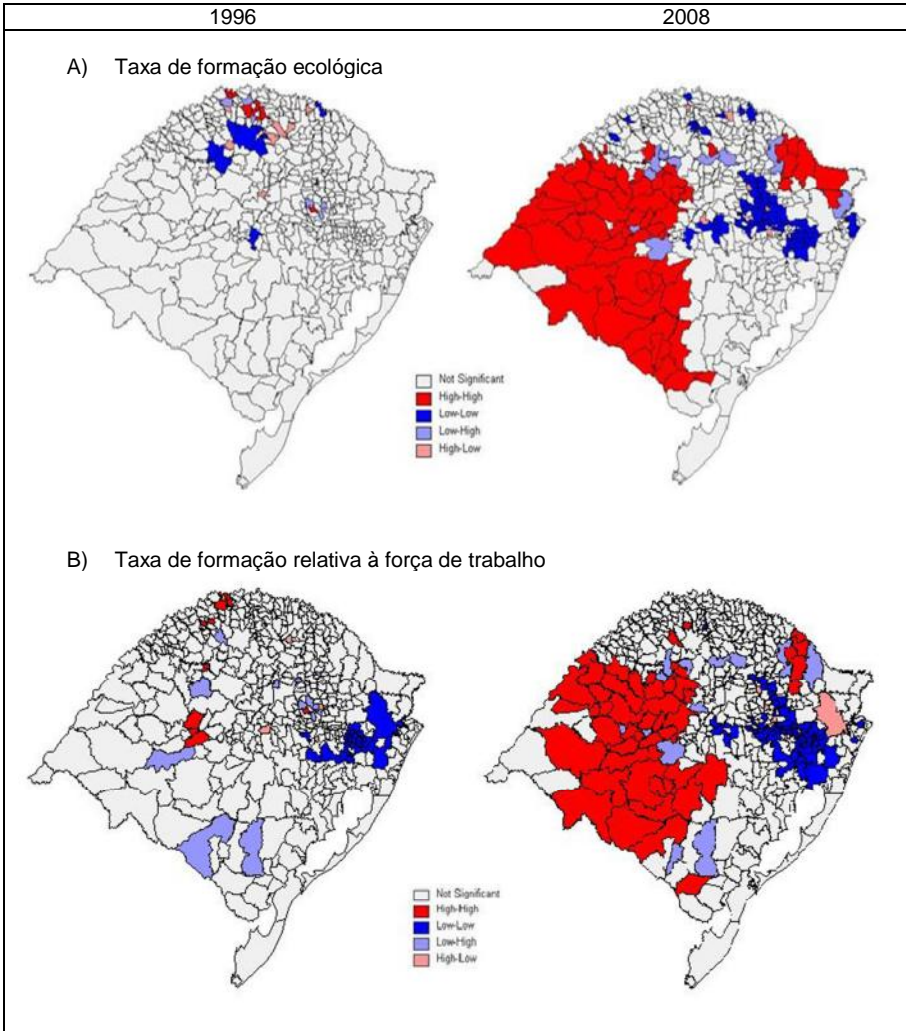 1996 2008
A) Taxa de formação ecológica
Not Significant
High-High
Low-Low
Low-High
High-Low
B) Taxa de formação relativa à força de trabalho
Not Significant
High-High
Low-Low
Low-High
High-Low